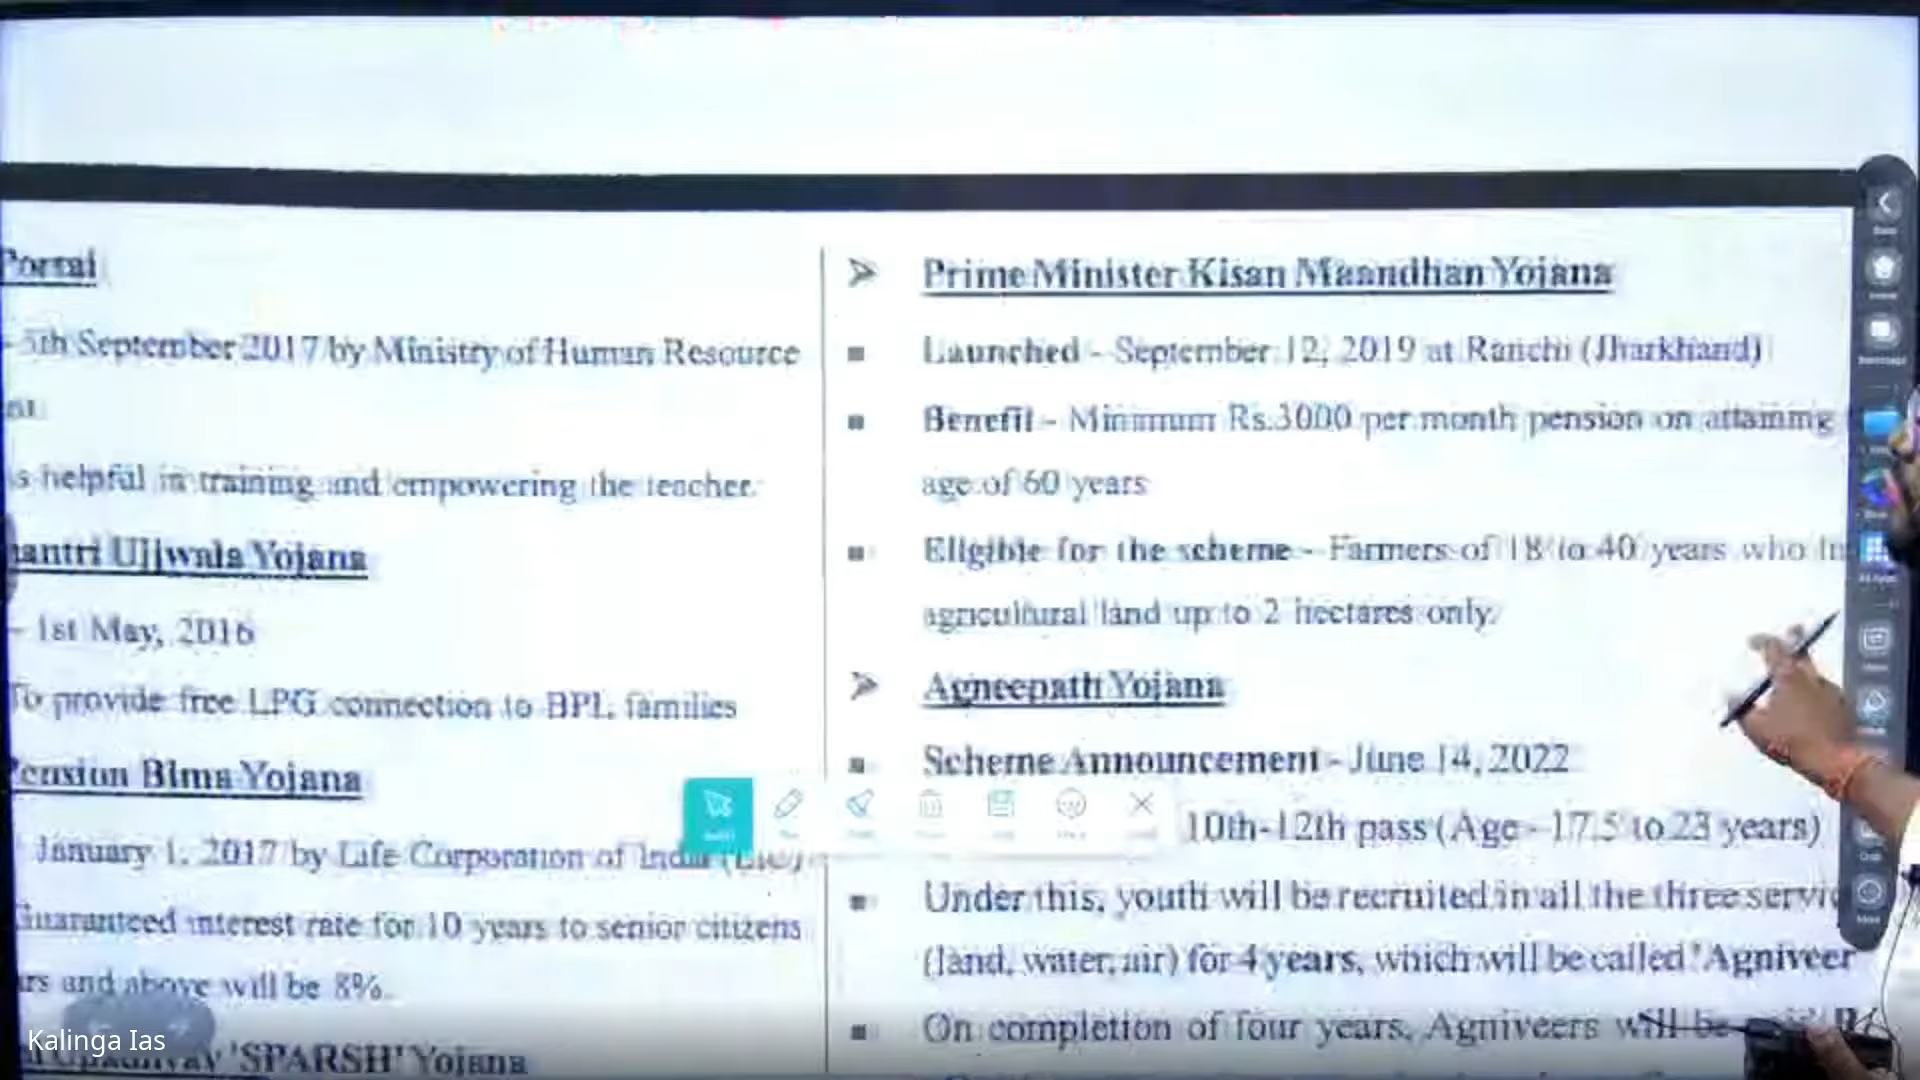 Portal
- 5th September 2017 by Ministry of Human Resource
is helpful in training and empowering the teacher.
Ujjwala Yojana
- 1st May, 2016
To provide free LPG connection to BPL families
Pension Bima Yojana
January 1, 2017 by Life Corporation of India (LIC)
Guaranteed interest rate for 10 years to senior citizens
and above will be 8%.
'SPARSH' Yojana
➢ Prime Minister Kisan Maandhan Yojana
▪ Launched - September 12, 2019 at Ranchi (Jharkhand)
▪ Benefit - Minimum Rs.3000 per month pension on attaining
age of 60 years
▪ Eligible for the scheme - Farmers of 18 to 40 years who
agricultural land up to 2 hectares only.
➢ Agneepath Yojana
▪ Scheme Announcement - June 14, 2022
10th-12th pass (Age - 17.5 to 23 years)
▪ Under this, youth will be recruited in all the three
(land, water, air) for 4 years, which will be called 'Agniveer
▪ On completion of four years, Agniveers will be
Kalinga Ias